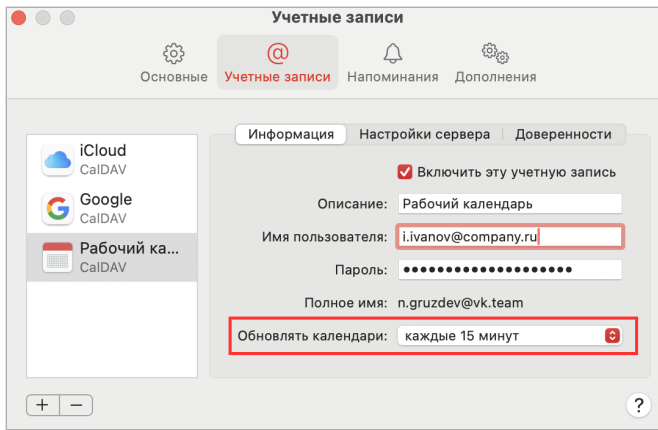 Учетные записи
Основные Учетные записи Напоминания Дополнения
Информация Настройки сервера Доверенности
iCloud
CalDAV
Google
CalDAV
Рабочий ка...
CalDAV
Включить эту учетную запись
Описание: Рабочий календарь
Имя пользователя: i.ivanov@company.ru
Пароль: ●●●●●●●●●●●●●●●●●●●●
Полное имя: n.gruzdev@vk.team
Обновлять календари: каждые 15 минут
+ − ?